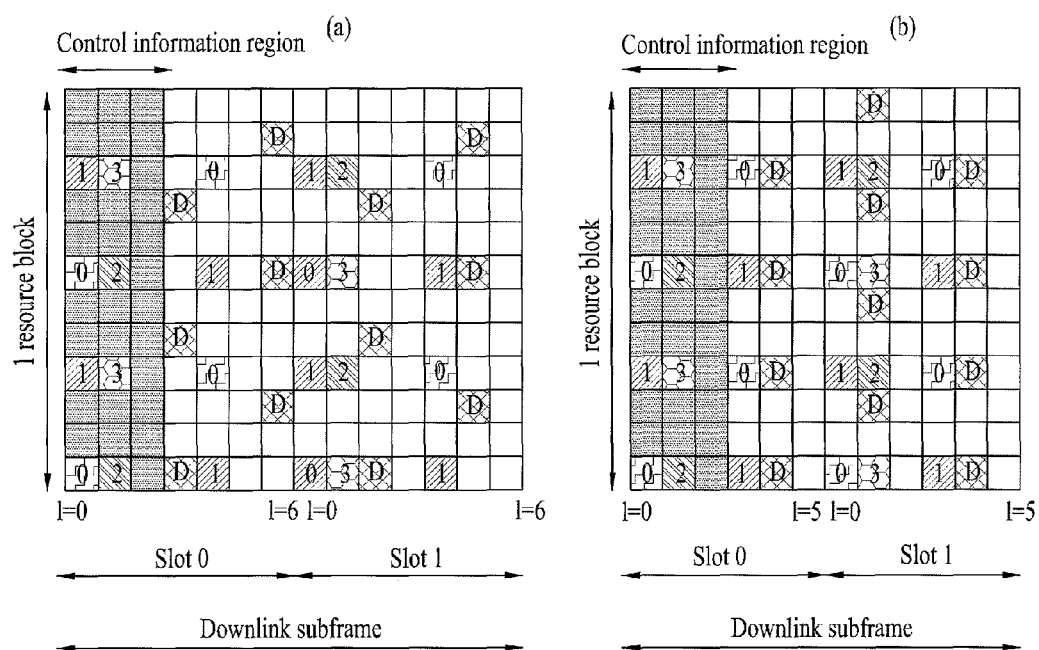 (a)
Control information region
1 resource block
D D
1 3 0 1 2 0
D D
0 2 1 D 0 3 1 D
D D
1 3 0 1 2 0
D D
0 2 D 1 0 3 D 1
l=0 l=6 l=0 l=6
Slot 0 Slot 1
Downlink subframe
(b)
Control information region
1 resource block
D
1 3 0 D 1 2 0 D
D
0 2 1 D 0 3 1 D
D
1 3 0 D 1 2 0 D
D
0 2 1 D 0 3 1 D
l=0 l=5 l=0 l=5
Slot 0 Slot 1
Downlink subframe